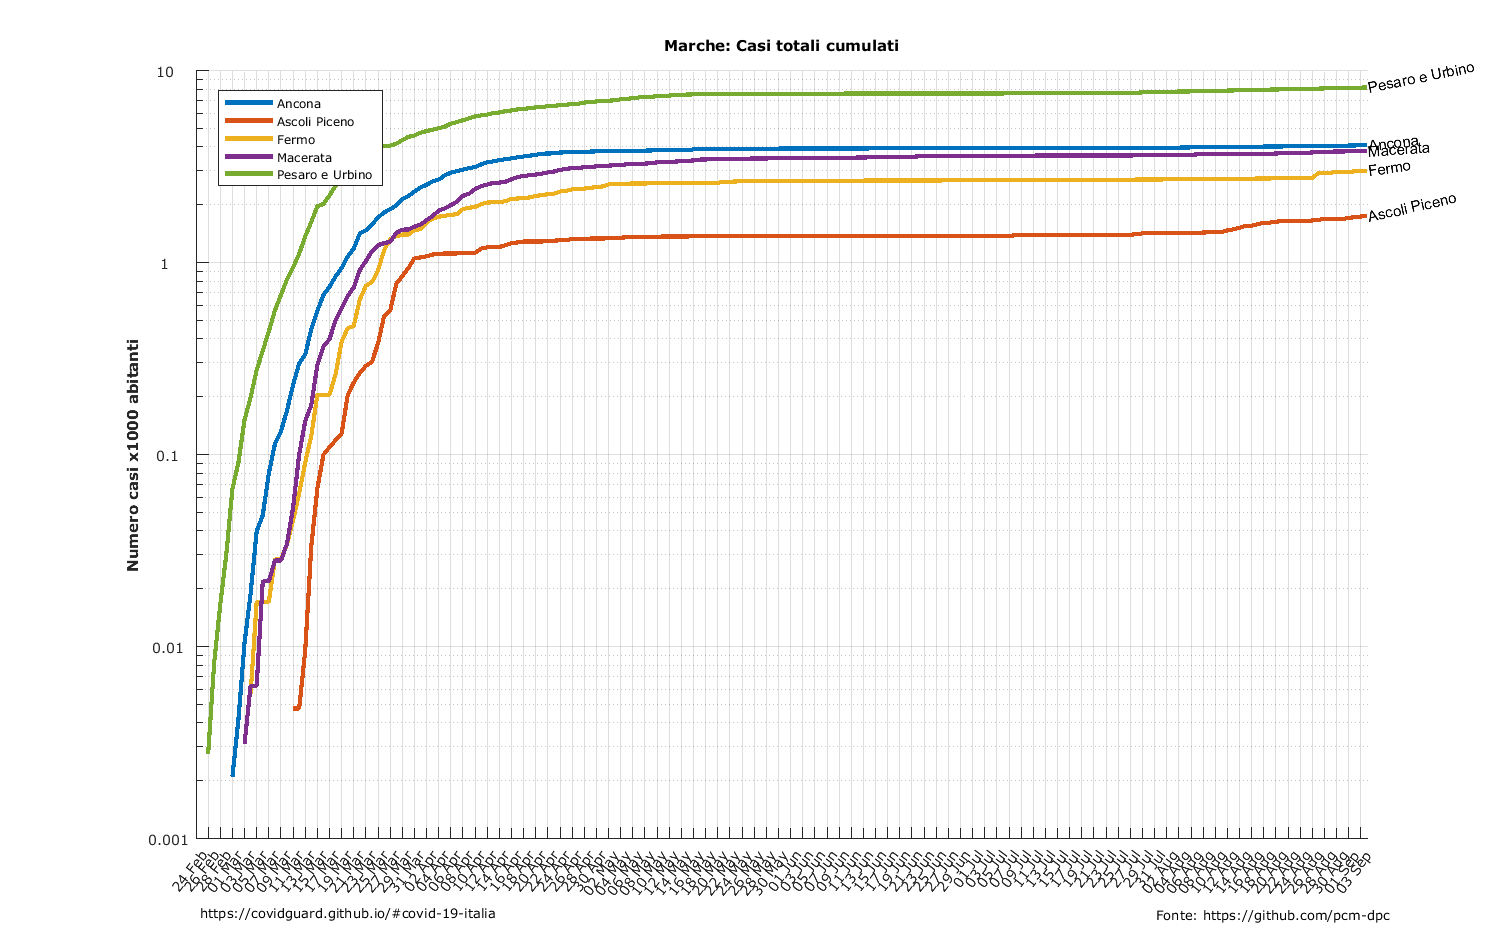 Marche: Casi totali cumulati
Numero casi x1000 abitanti
10
1
0.1
0.01
0.001
Ancona
Ascoli Piceno
Fermo
Macerata
Pesaro e Urbino
Pesaro e Urbino
Ancona
Macerata
Fermo
Ascoli Piceno
24 Feb
26 Feb
28 Feb
01 Mar
03 Mar
05 Mar
07 Mar
09 Mar
11 Mar
13 Mar
15 Mar
17 Mar
19 Mar
21 Mar
23 Mar
25 Mar
27 Mar
29 Mar
31 Mar
02 Apr
04 Apr
06 Apr
08 Apr
10 Apr
12 Apr
14 Apr
16 Apr
18 Apr
20 Apr
22 Apr
24 Apr
26 Apr
28 Apr
30 Apr
02 May
04 May
06 May
08 May
10 May
12 May
14 May
16 May
18 May
20 May
22 May
24 May
26 May
28 May
30 May
01 Jun
03 Jun
05 Jun
07 Jun
09 Jun
11 Jun
13 Jun
15 Jun
17 Jun
19 Jun
21 Jun
23 Jun
25 Jun
27 Jun
29 Jun
01 Jul
03 Jul
05 Jul
07 Jul
09 Jul
11 Jul
13 Jul
15 Jul
17 Jul
19 Jul
21 Jul
23 Jul
25 Jul
27 Jul
29 Jul
31 Jul
02 Aug
04 Aug
06 Aug
08 Aug
10 Aug
12 Aug
14 Aug
16 Aug
18 Aug
20 Aug
22 Aug
24 Aug
26 Aug
28 Aug
30 Aug
01 Sep
03 Sep
https://covidguard.github.io/#covid-19-italia
Fonte: https://github.com/pcm-dpc